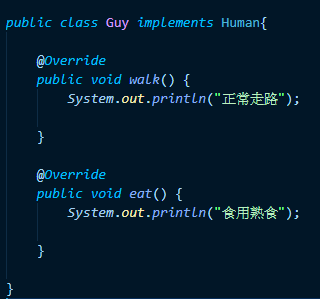 public class Guy implements Human{
@Override
public void walk() {
System.out.println("正常走路");
}
@Override
public void eat() {
System.out.println("食用熟食");
}
}